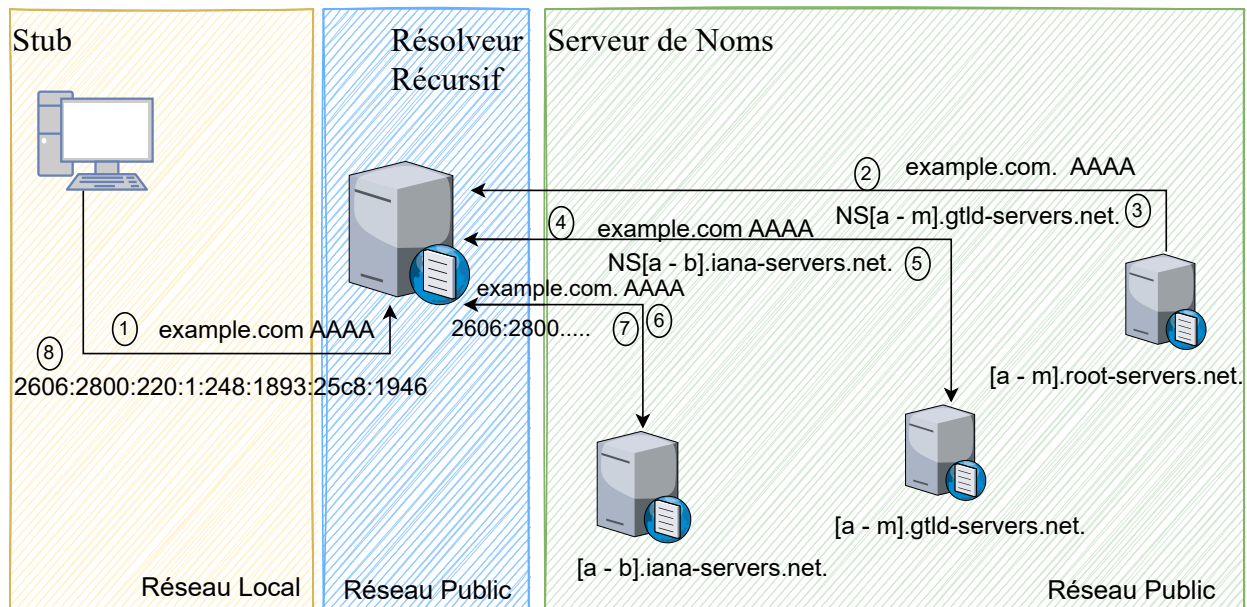 Stub
Résolveur
Récursif
Serveur de Noms
2 example.com. AAAA
NS[a - m].gtld-servers.net. 3
4 example.com AAAA
NS[a - b].iana-servers.net. 5
example.com. AAAA
2606:2800..... 7 6
1 example.com AAAA
8
2606:2800:220:1:248:1893:25c8:1946
[a - m].root-servers.net.
[a - m].gtld-servers.net.
[a - b].iana-servers.net.
Réseau Local
Réseau Public
Réseau Public